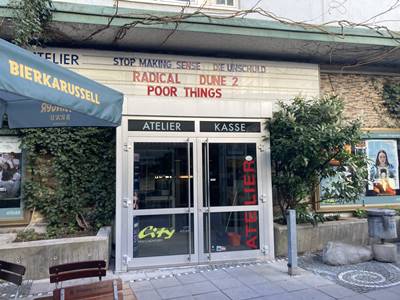 ATELIER
STOP MAKING SENSE DIE UNSCHULD
RADICAL DUNE 2
POOR THINGS
BIERKARUSSELL
ATELIER KASSE
ATELIER
City